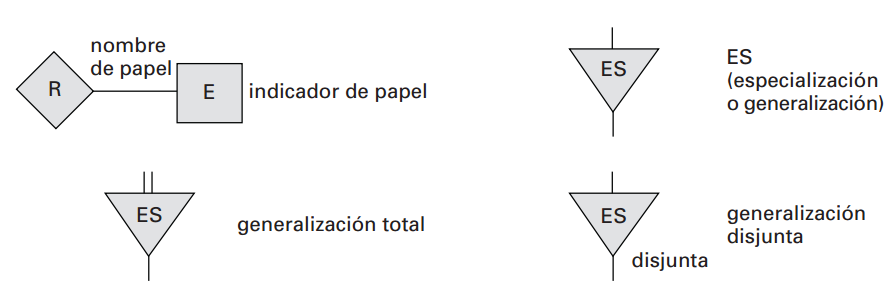 nombre
de papel
R
E
indicador de papel
ES
ES
(especialización
o generalización)
ES
generalización total
ES
disjunta
generalización
disjunta